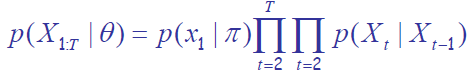 p(X_{1:T} | θ) = p(x_1 | π) ∏_{t=2}^{T} ∏_{t=2} p(X_t | X_{t-1})